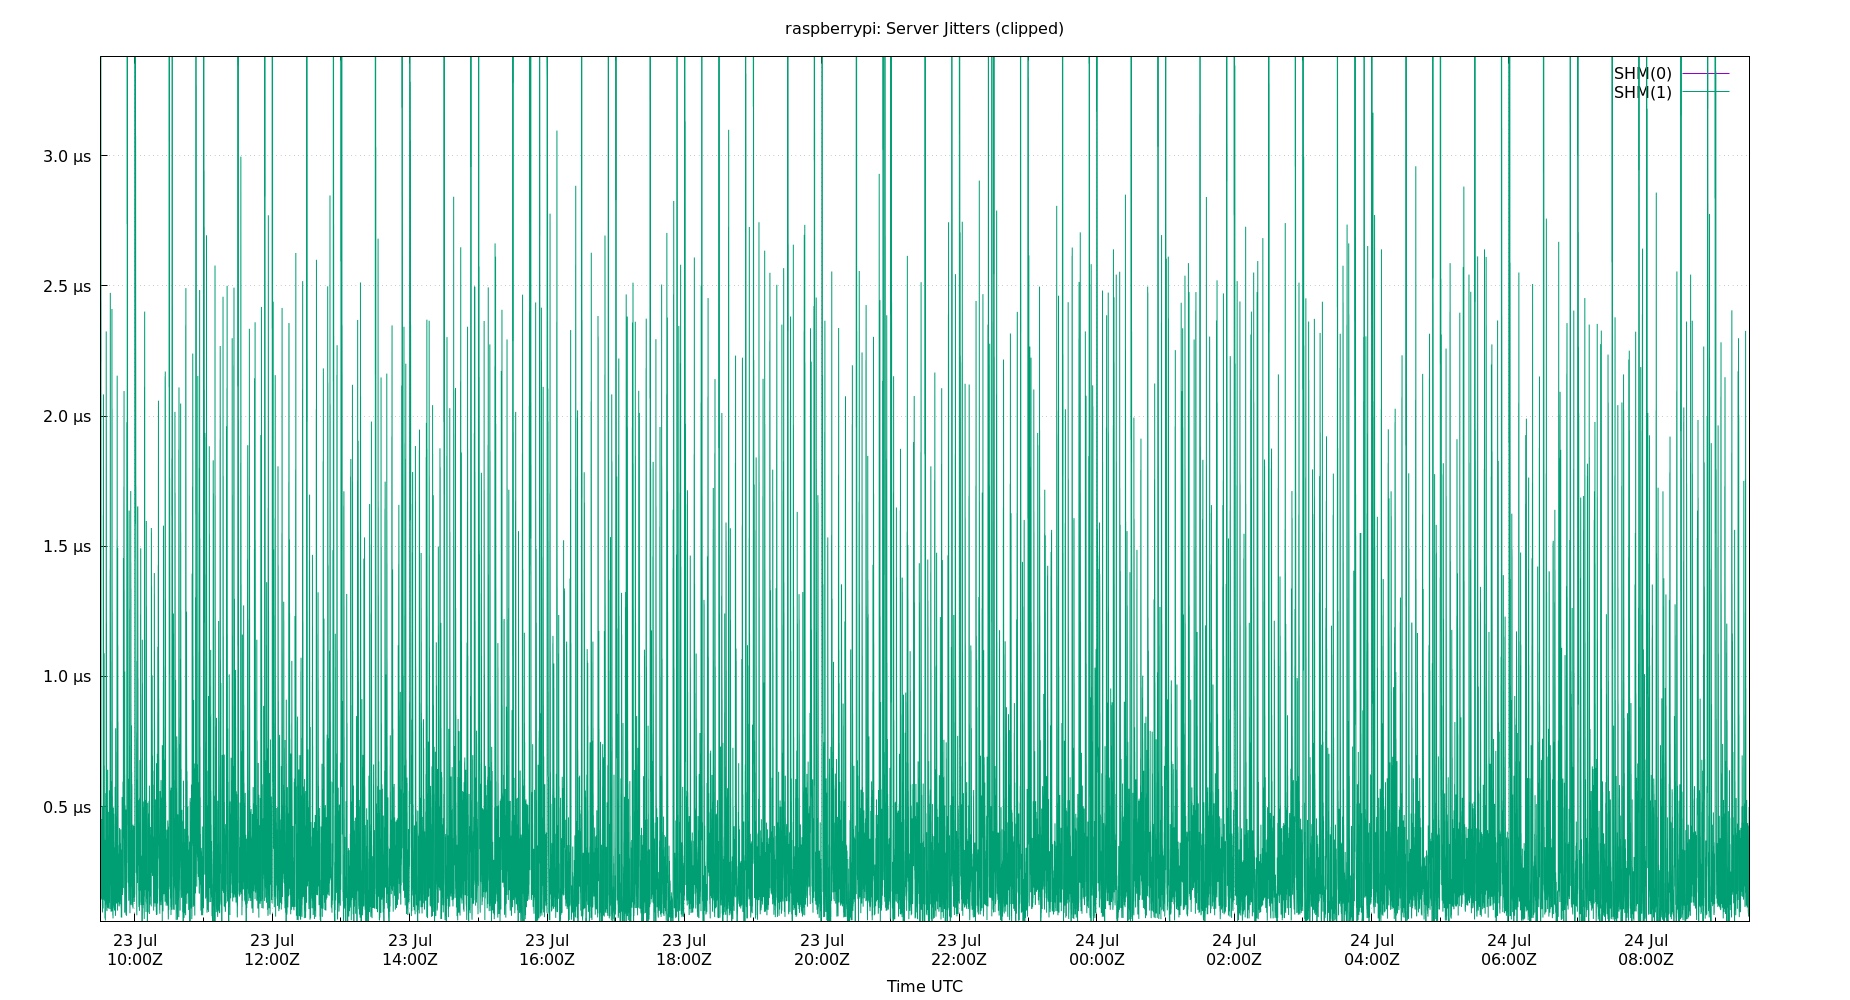 raspberrypi: Server Jitters (clipped)
SHM(0)
SHM(1)
3.0 µs
2.5 µs
2.0 µs
1.5 µs
1.0 µs
0.5 µs
23 Jul 23 Jul 23 Jul 23 Jul 23 Jul 23 Jul 23 Jul 24 Jul 24 Jul 24 Jul 24 Jul 24 Jul
10:00Z 12:00Z 14:00Z 16:00Z 18:00Z 20:00Z 22:00Z 00:00Z 02:00Z 04:00Z 06:00Z 08:00Z
Time UTC